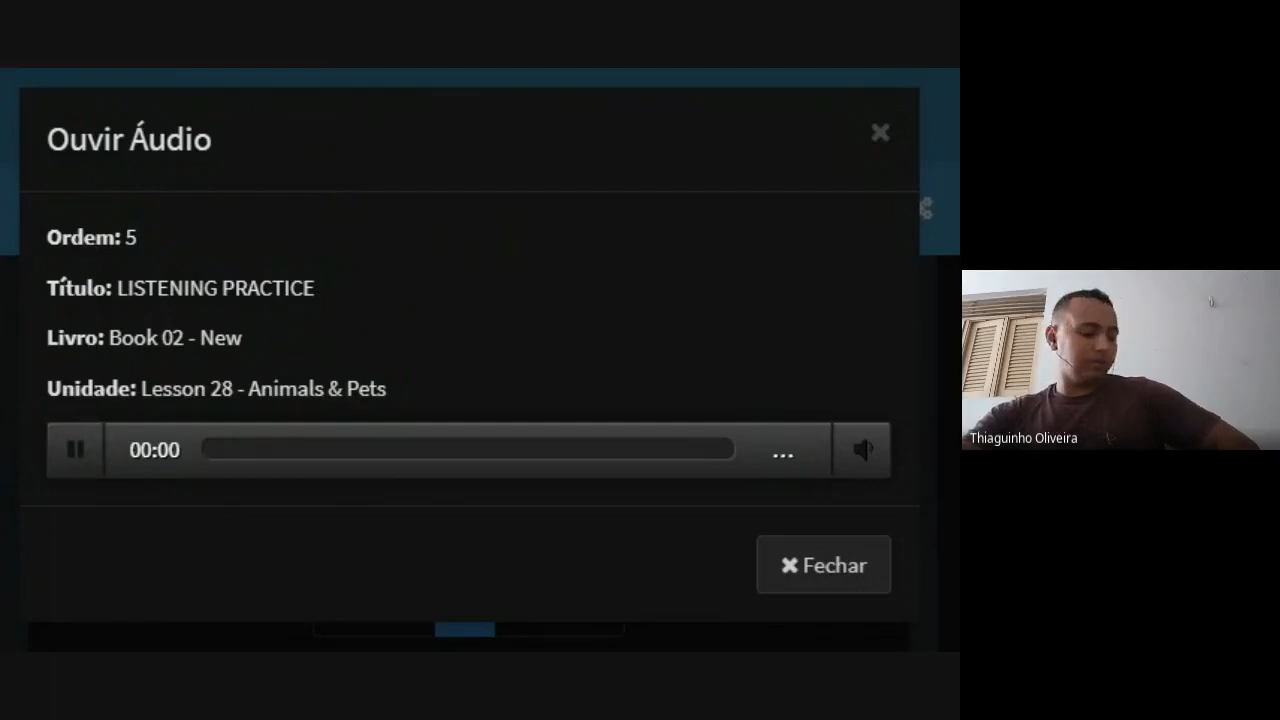 Ouvir Áudio
Ordem: 5
Título: LISTENING PRACTICE
Livro: Book 02 - New
Unidade: Lesson 28 - Animals & Pets
00:00
...
Fechar
Thiaguinho Oliveira